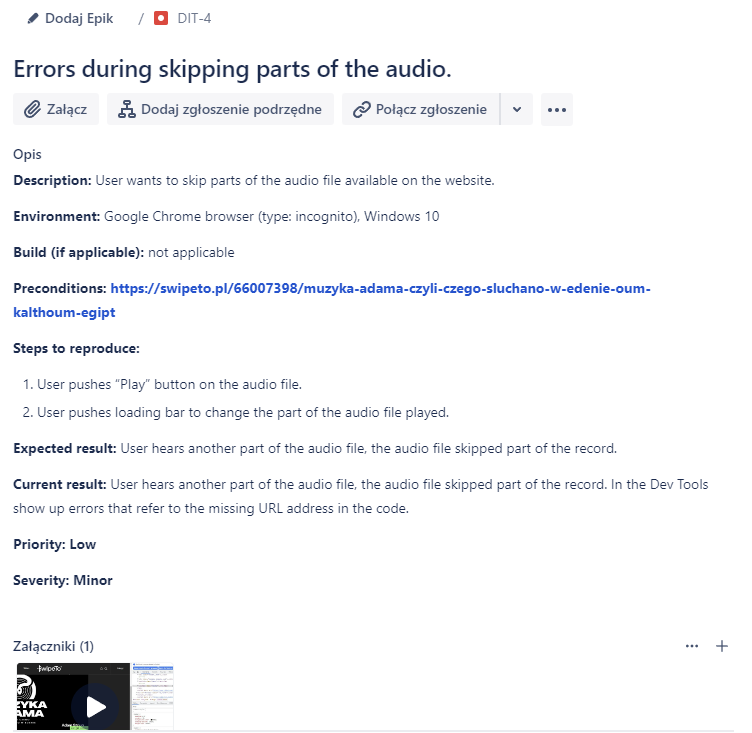 Dodaj Epik / DIT-4
Errors during skipping parts of the audio.
Załącz Dodaj zgłoszenie podrzędne Połącz zgłoszenie
Opis
Description: User wants to skip parts of the audio file available on the website.
Environment: Google Chrome browser (type: incognito), Windows 10
Build (if applicable): not applicable
Preconditions: https://swipeto.pl/66007398/muzyka-adama-czyli-czego-sluchano-w-edenie-oum-
kalthoum-egipt
Steps to reproduce:
1. User pushes “Play” button on the audio file.
2. User pushes loading bar to change the part of the audio file played.
Expected result: User hears another part of the audio file, the audio file skipped part of the record.
Current result: User hears another part of the audio file, the audio file skipped part of the record. In the Dev Tools
show up errors that refer to the missing URL address in the code.
Priority: Low
Severity: Minor
Załączniki (1)
swipeto
ZYKA
AMA